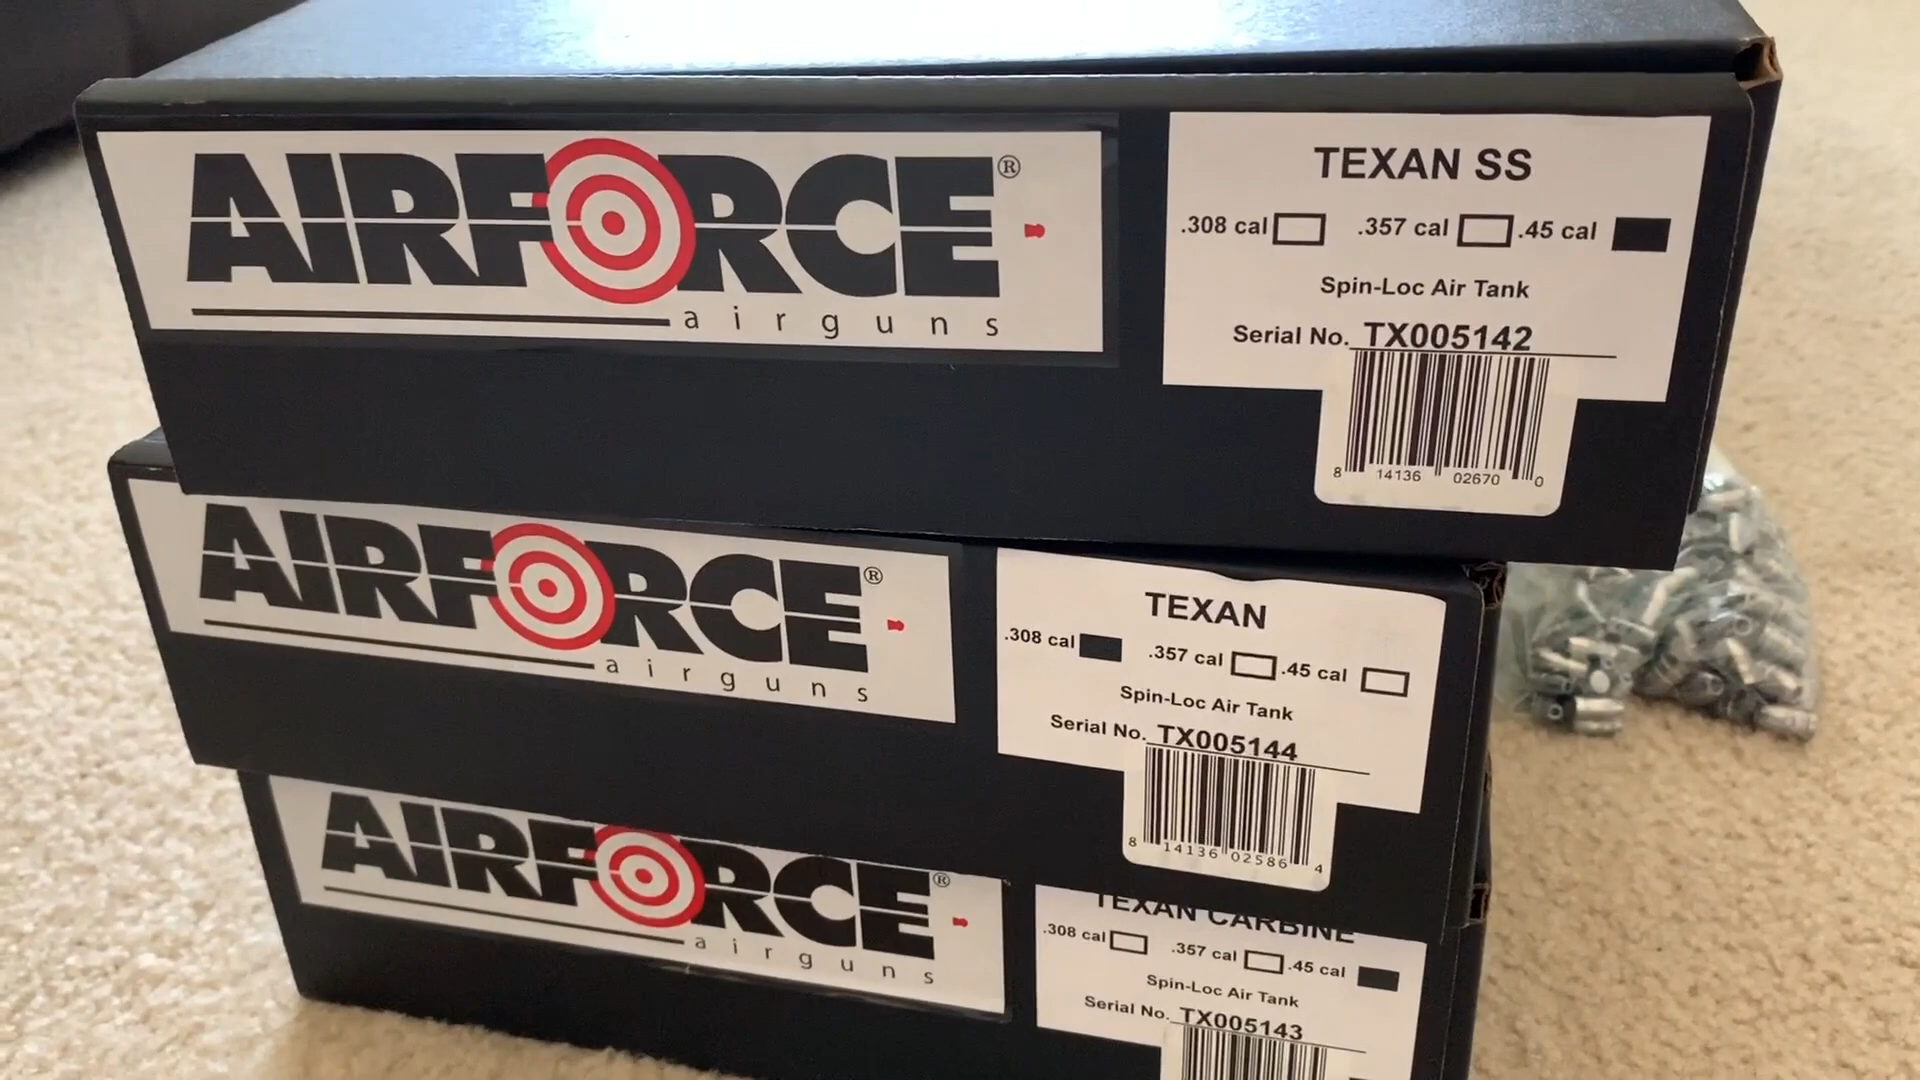 AIRFORCE®
airguns
TEXAN SS
.308 cal .357 cal .45 cal
Spin-Loc Air Tank
Serial No. TX005142
8 14136 02670 0
AIRFORCE®
airguns
TEXAN
.308 cal .357 cal .45 cal
Spin-Loc Air Tank
Serial No. TX005144
8 14136 02586 4
AIRFORCE®
airguns
TEXAN CARBINE
.308 cal .357 cal .45 cal
Spin-Loc Air Tank
Serial No. TX005143